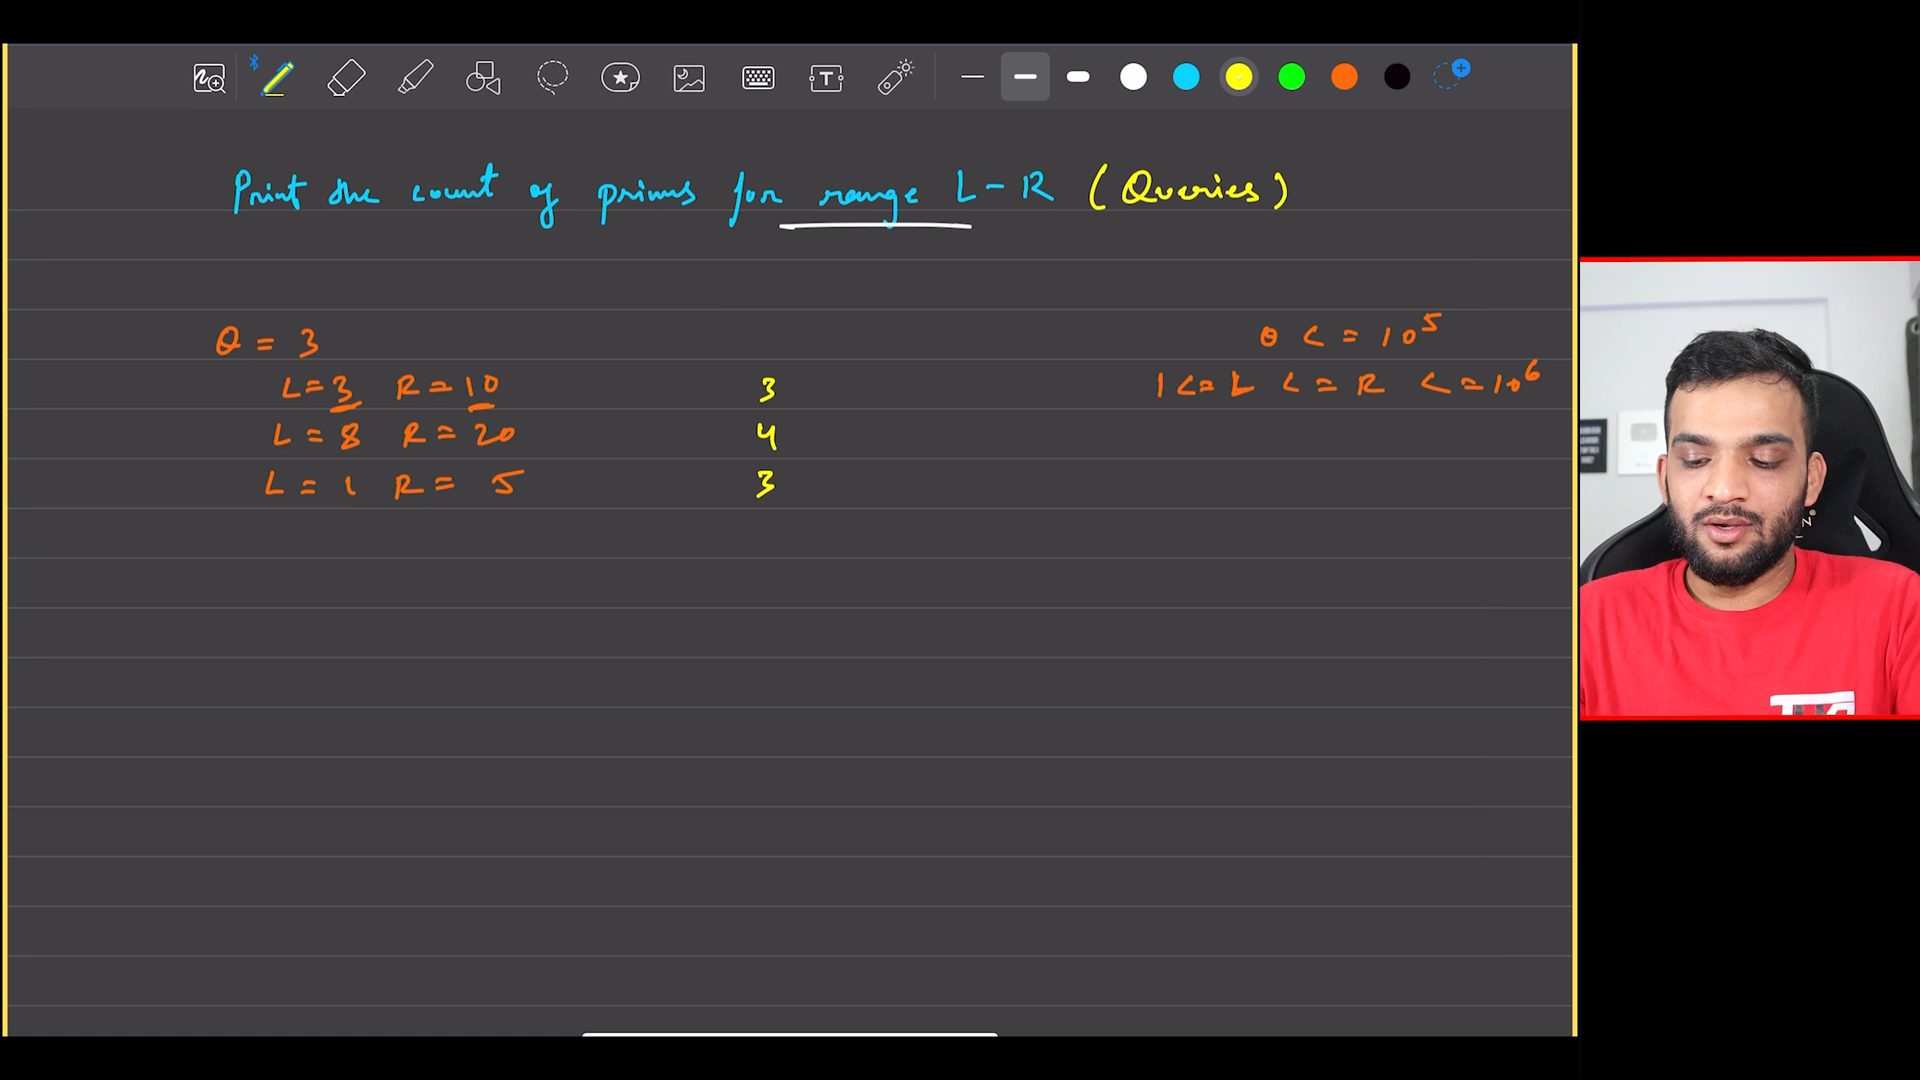 Print the count of primes for range L-R (Queries)
Q = 3
L=3 R=10 3
L=8 R=20 4
L=1 R=5 3
Q <= 10^5
1<=L <=R <=10^6